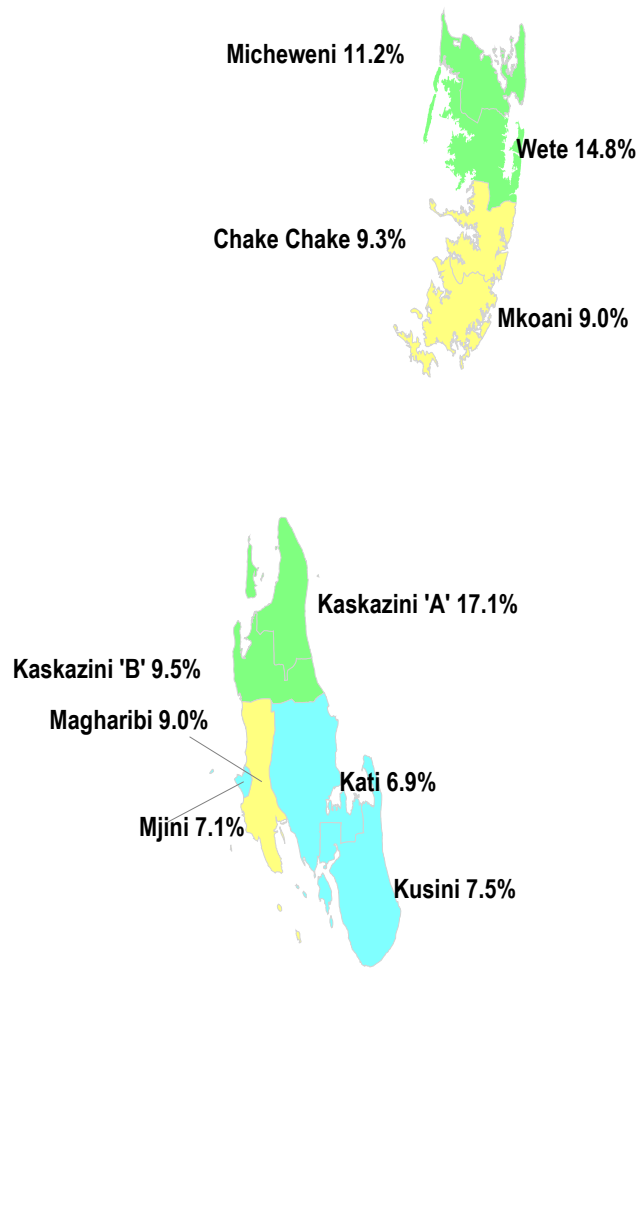 Micheweni 11.2%
Wete 14.8%
Chake Chake 9.3%
Mkoani 9.0%
Kaskazini 'A' 17.1%
Kaskazini 'B' 9.5%
Magharibi 9.0%
Kati 6.9%
Mjini 7.1%
Kusini 7.5%